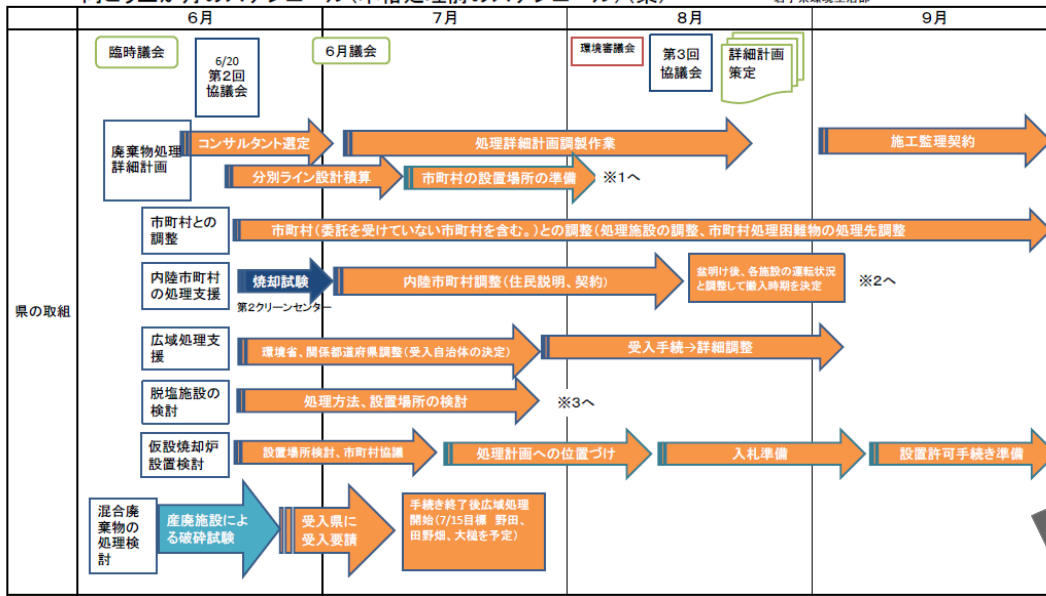 6月 7月 8月 9月
臨時議会
6/20
第2回
協議会
6月議会
環境審議会
第3回
協議会
詳細計画
策定
県の取組
廃棄物処理
詳細計画
コンサルタント選定
処理詳細計画調製作業
施工監理契約
分別ライン設計積算
市町村の設置場所の準備
※1へ
市町村との
調整
市町村(委託を受けていない市町村を含む。)との調整(処理施設の調整、市町村処理困難物の処理先調整
内陸市町村
の処理支援
焼却試験
第2クリーンセンター
内陸市町村調整(住民説明、契約)
盆明け後、各施設の運転状況
と調整して搬入時期を決定
※2へ
広域処理支
援
環境省、関係都道府県調整(受入自治体の決定)
受入手続→詳細調整
脱塩施設の
検討
処理方法、設置場所の検討
※3へ
仮設焼却炉
設置検討
設置場所検討、市町村協議
処理計画への位置づけ
入札準備
設置許可手続き準備
混合廃
棄物の
処理検
討
産廃施設によ
る破砕試験
受入県に
受入要請
手続き終了後広域処理
開始(7/15目標 野田、
田野畑、大槌を予定)